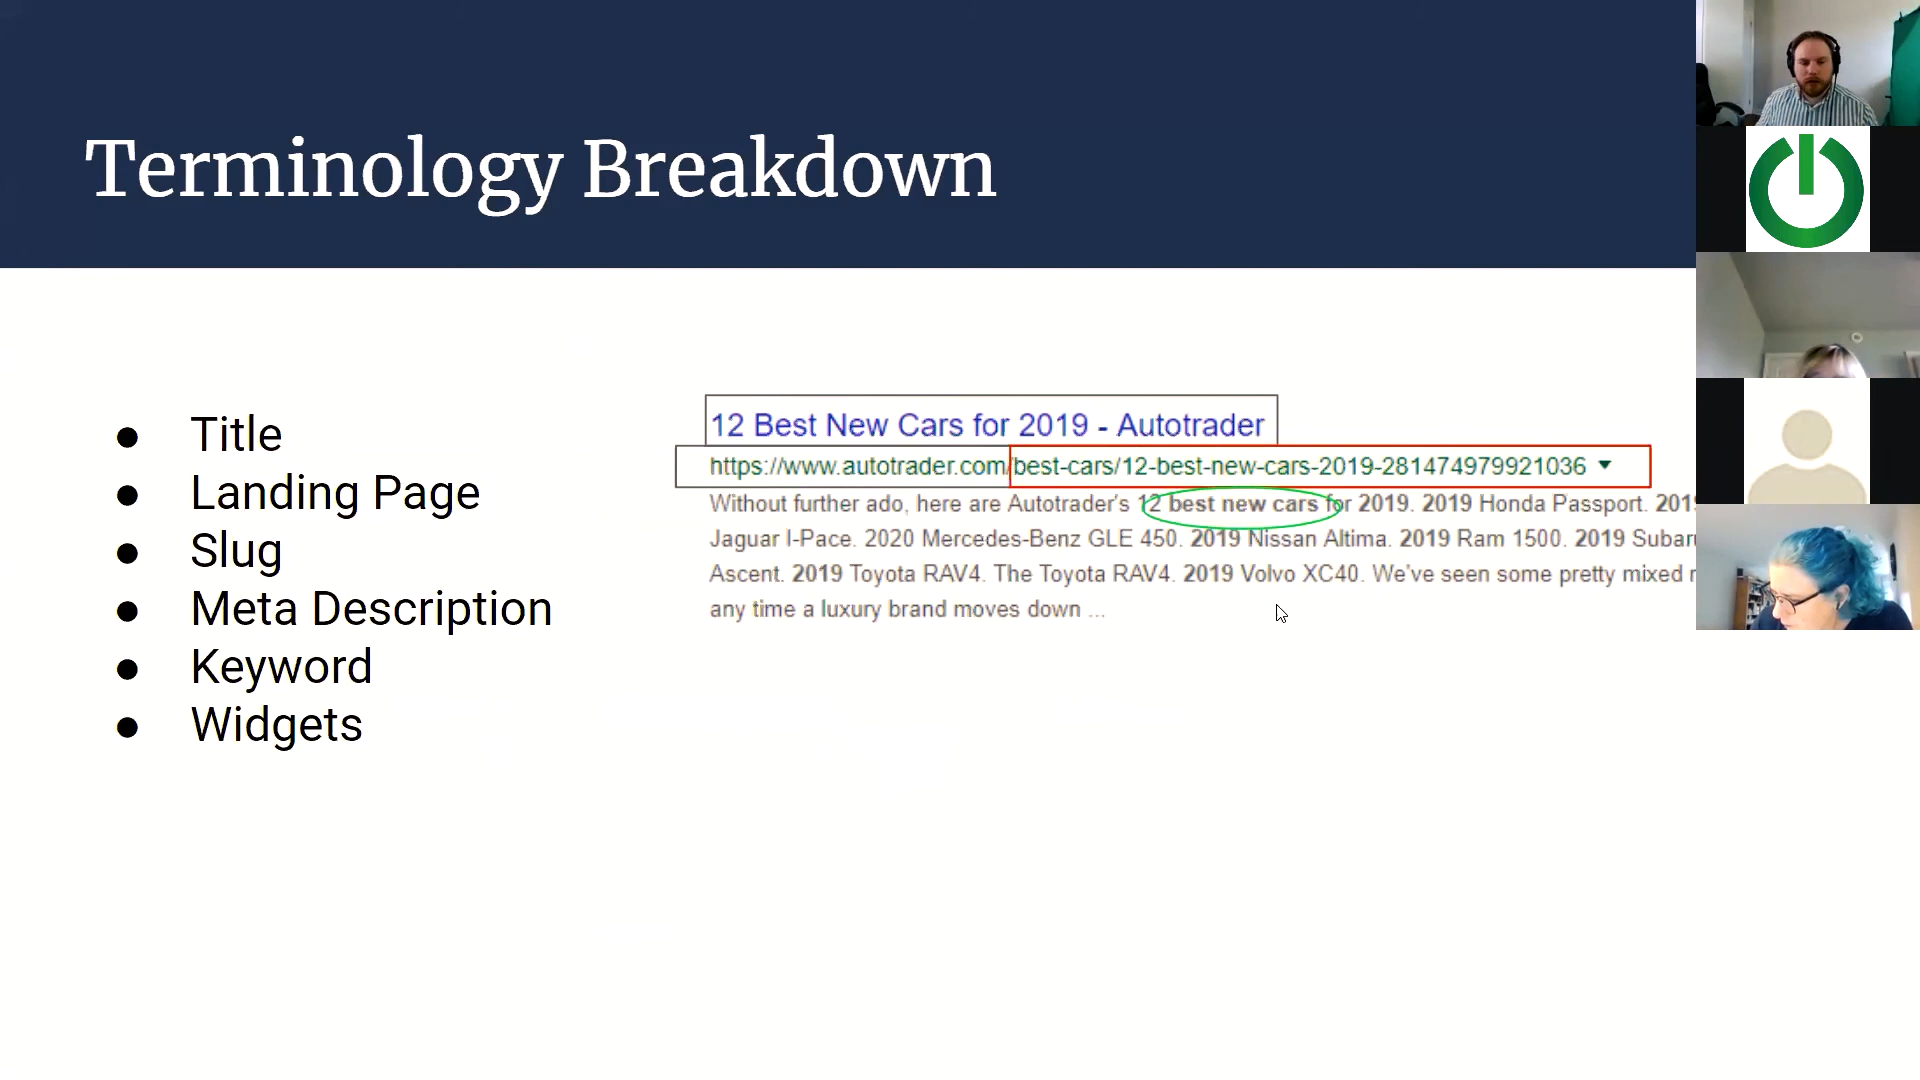 Terminology Breakdown
● Title
● Landing Page
● Slug
● Meta Description
● Keyword
● Widgets
12 Best New Cars for 2019 - Autotrader
https://www.autotrader.com/best-cars/12-best-new-cars-2019-281474979921036
Without further ado, here are Autotrader's 12 best new cars for 2019. 2019 Honda Passport.
Jaguar I-Pace. 2020 Mercedes-Benz GLE 450. 2019 Nissan Altima. 2019 Ram 1500. 2019
Ascent. 2019 Toyota RAV4. The Toyota RAV4. 2019 Volvo XC40. We've seen some pretty mixed
any time a luxury brand moves down ...